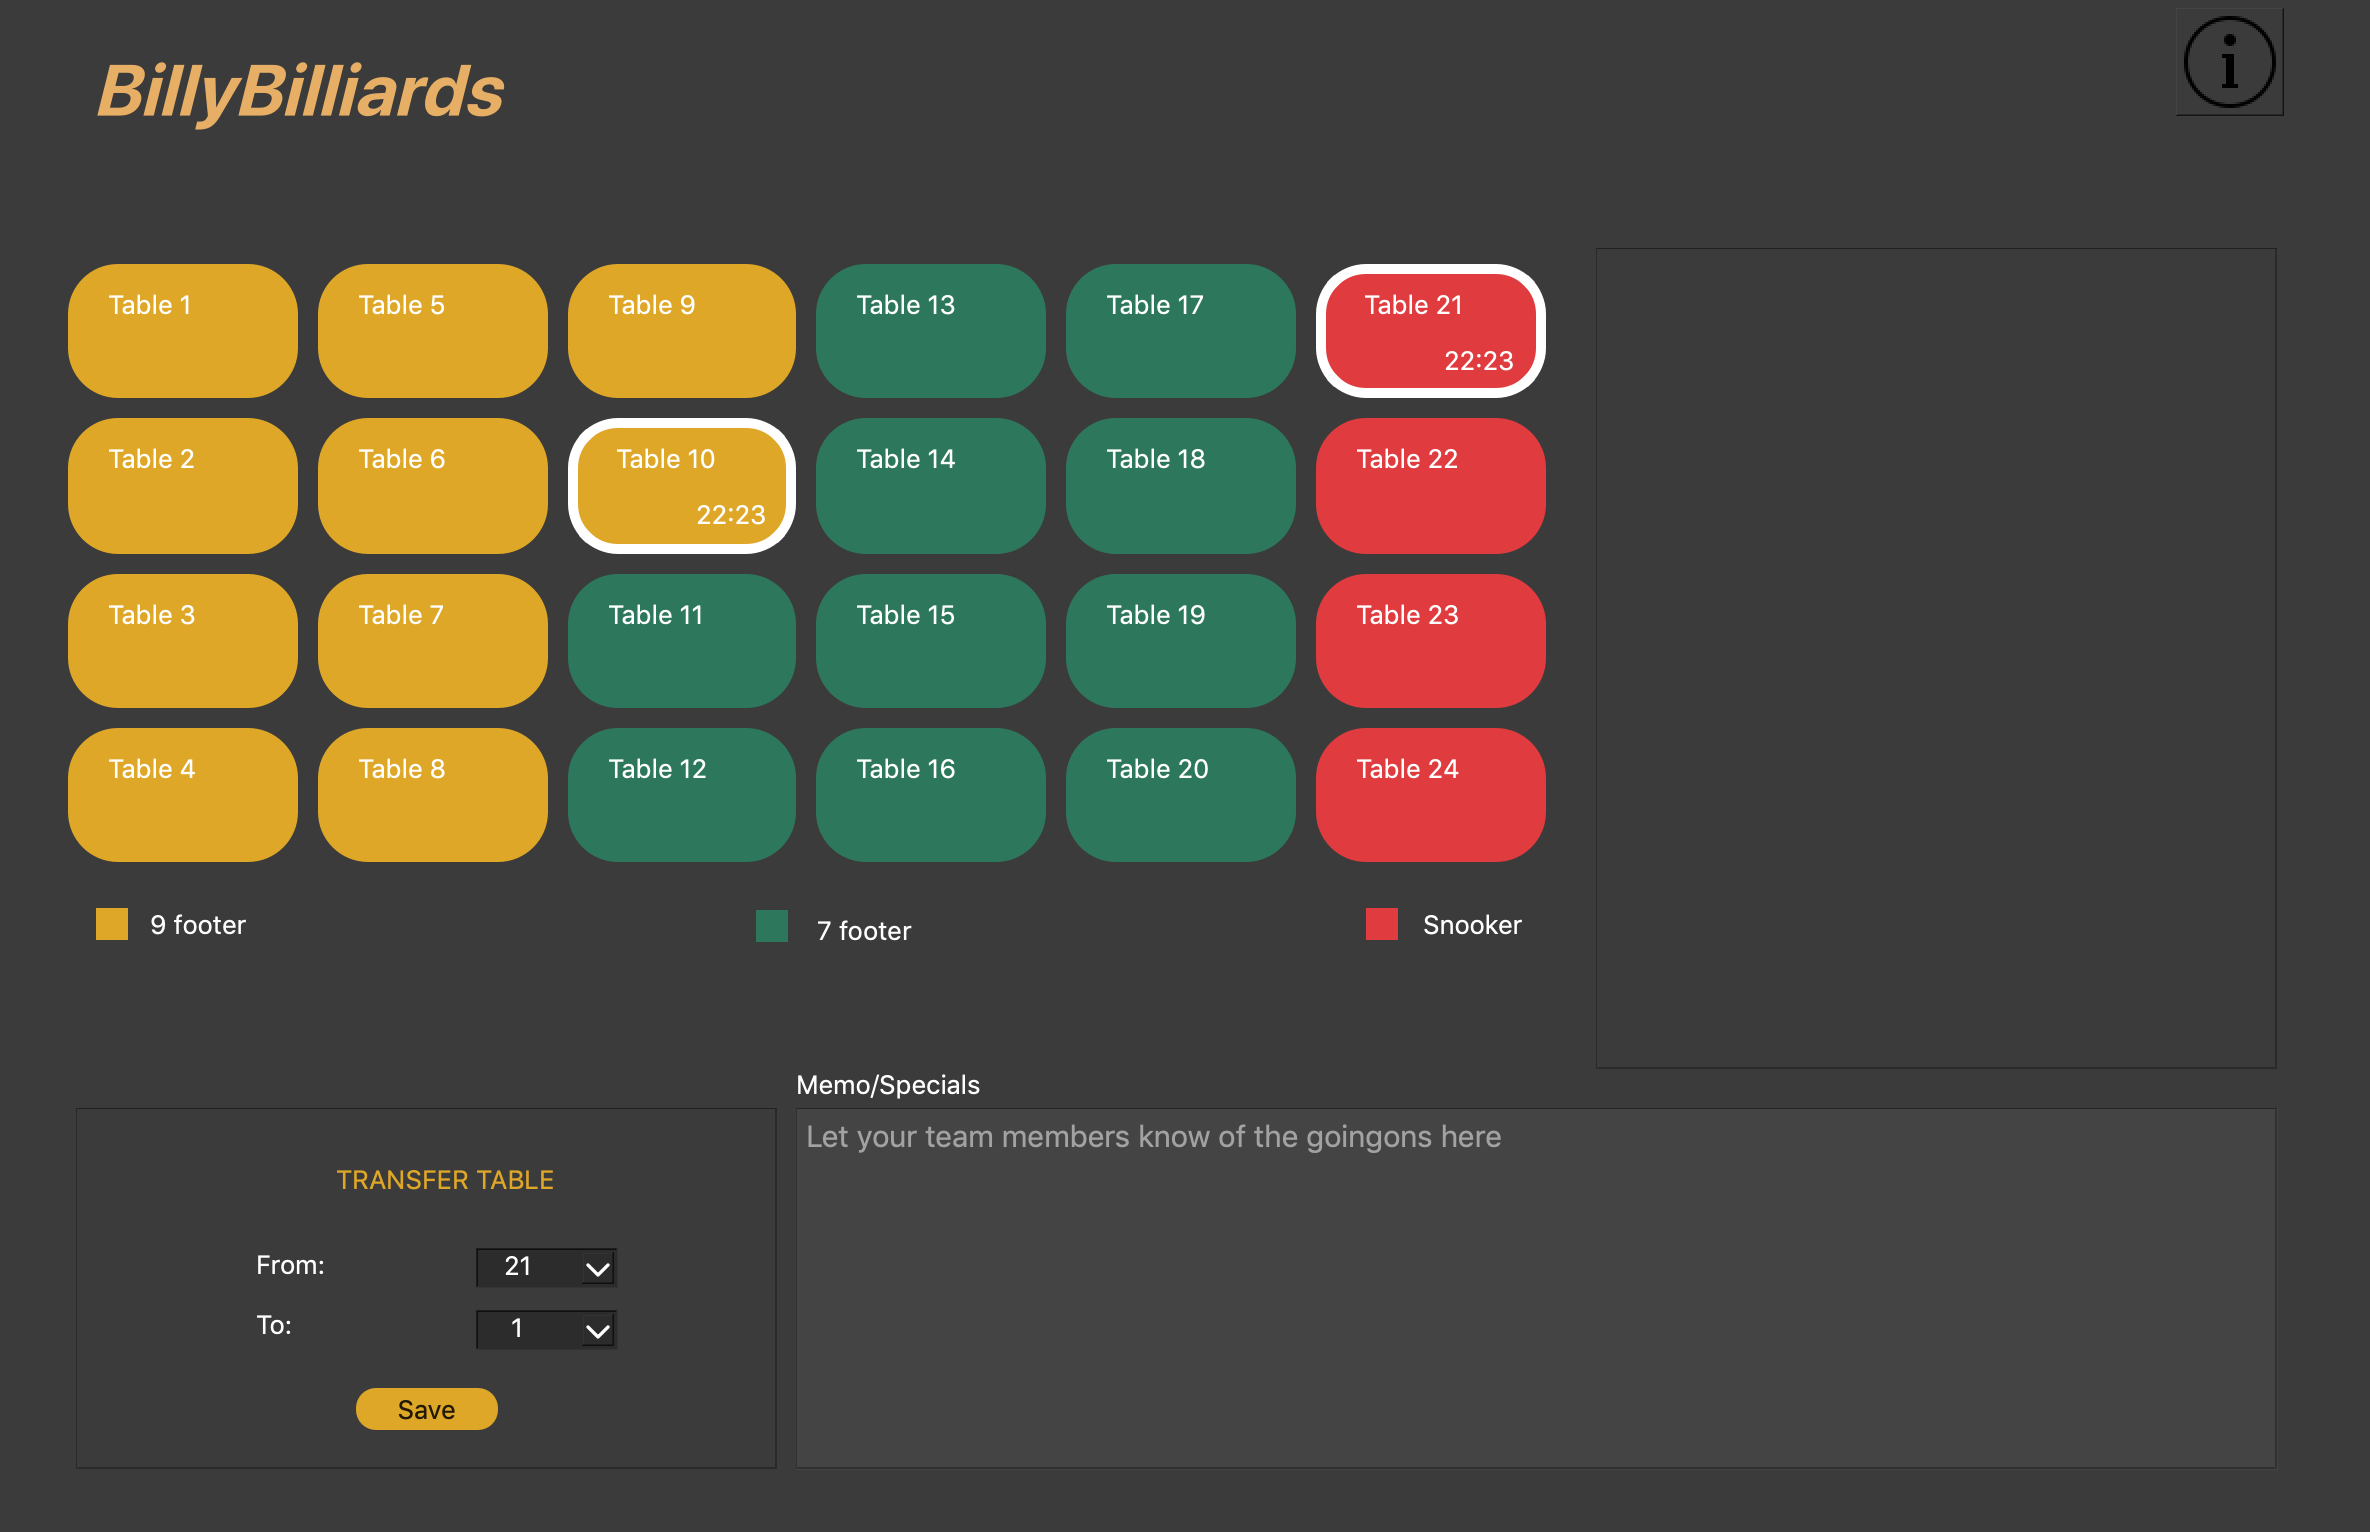 BillyBilliards
i
Table 1
Table 5
Table 9
Table 13
Table 17
Table 21
22:23
Table 2
Table 6
Table 10
22:23
Table 14
Table 18
Table 22
Table 3
Table 7
Table 11
Table 15
Table 19
Table 23
Table 4
Table 8
Table 12
Table 16
Table 20
Table 24
9 footer
7 footer
Snooker
Memo/Specials
Let your team members know of the goingons here
TRANSFER TABLE
From: 21
To: 1
Save